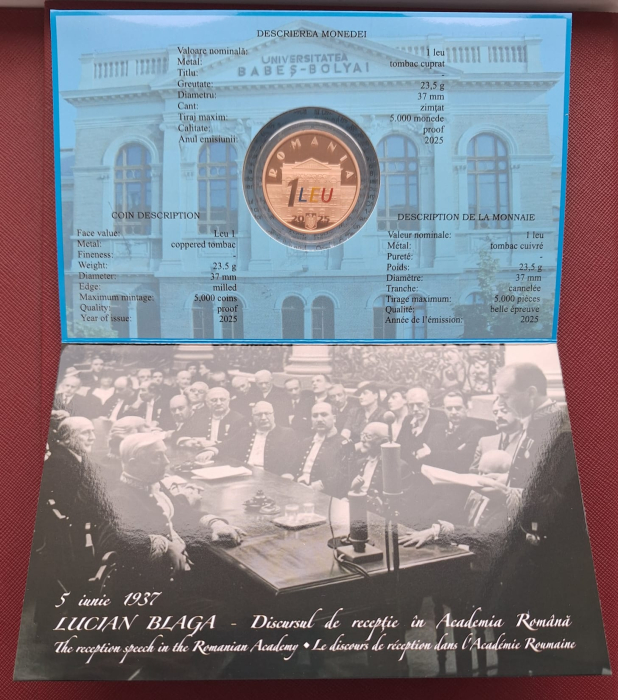 DESCRIEREA MONEDEI
Valoare nominală: 1 leu
Metal: tombac cuprat
Titlu: -
Greutate: 23,5 g
Diametru: 37 mm
Cant: zimțat
Tiraj maxim: 5.000 monede
Calitate: proof
Anul emisiunii: 2025
UNIVERSITATEA
BABEȘ-BOLYAI
ROMANIA
1LEU
2025
COIN DESCRIPTION
Face value: Leu 1
Metal: coppered tombac
Fineness: -
Weight: 23.5 g
Diameter: 37 mm
Edge: milled
Maximum mintage: 5,000 coins
Quality: proof
Year of issue: 2025
DESCRIPTION DE LA MONNAIE
Valeur nominale: 1 leu
Métal: tombac cuivré
Pureté: -
Poids: 23,5 g
Diamètre: 37 mm
Tranche: cannelée
Tirage maximum: 5.000 pièces
Qualité: belle épreuve
Année de l'émission: 2025
5 iunie 1937
LUCIAN BLAGA - Discursul de recepție în Academia Română
The reception speech in the Romanian Academy • Le discours de réception dans l'Académie Roumaine